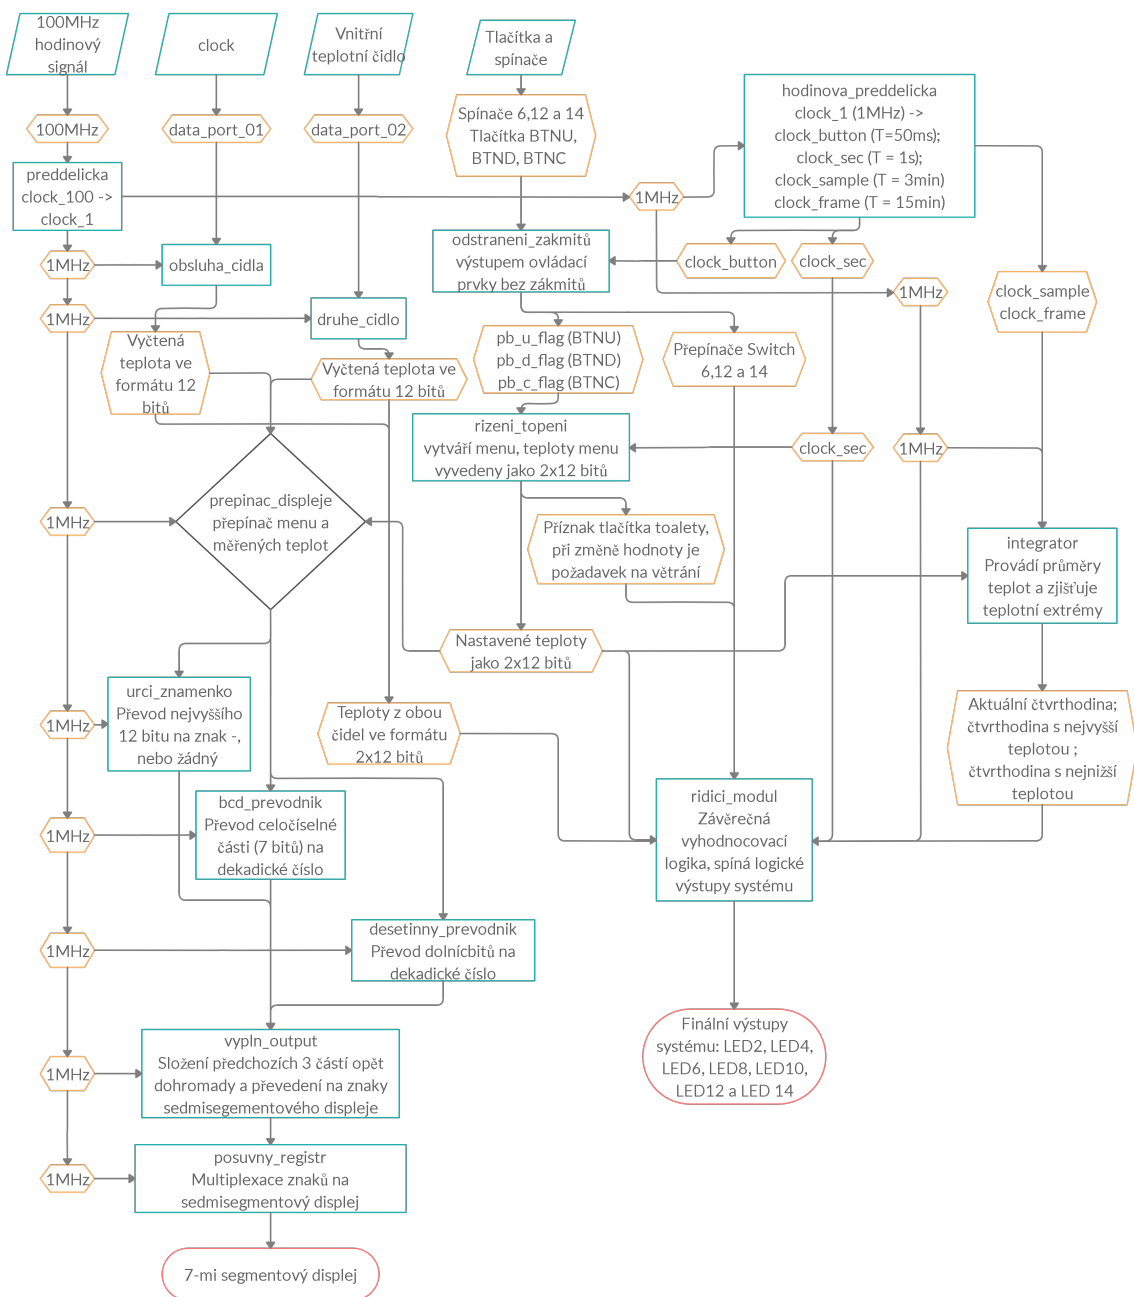 100MHz
hodinový
signál
clock
Vnitřní
teplotní čidlo
Tlačítka a
spínače
100MHz
data_port_01
data_port_02
Spínače 6,12 a 14
Tlačítka BTNU,
BTND, BTNC
hodinova_preddelicka
clock_1 (1MHz) ->
clock_button (T=50ms);
clock_sec (T = 1s);
clock_sample (T = 3min)
clock_frame (T = 15min)
preddelicka
clock_100 ->
clock_1
1MHz
1MHz
obsluha_cidla
odstraneni_zakmitů
výstupem ovládací
prvky bez zákmitů
clock_button
clock_sec
1MHz
clock_sample
clock_frame
1MHz
druhe_cidlo
Vyčtená
teplota ve
formátu 12
bitů
Vyčtená teplota ve
formátu 12 bitů
pb_u_flag (BTNU)
pb_d_flag (BTND)
pb_c_flag (BTNC)
Přepínače Switch
6,12 a 14
rizeni_topeni
vytváří menu, teploty menu
vyvedeny jako 2x12 bitů
clock_sec
1MHz
1MHz
prepinac_displeje
přepínač menu a
měřených teplot
Příznak tlačítka toalety,
při změně hodnoty je
požadavek na větrání
integrator
Provádí průměry
teplot a zjišťuje
teplotní extrémy
Nastavené teploty
jako 2x12 bitů
1MHz
urci_znamenko
Převod nejvyššího
12 bitu na znak -,
nebo žádný
Teploty z obou
čidel ve formátu
2x12 bitů
Aktuální čtvrthodina;
čtvrthodina s nejvyšší
teplotou ;
čtvrthodina s nejnižší
teplotou
1MHz
bcd_prevodnik
Převod celočíselné
části (7 bitů) na
dekadické číslo
ridici_modul
Závěrečná
vyhodnocovací
logika, spíná logické
výstupy systému
1MHz
desetinny_prevodnik
Převod dolnícbitů na
dekadické číslo
1MHz
vypln_output
Složení předchozích 3 částí opět
dohromady a převedení na znaky
sedmisegementového displeje
Finální výstupy
systému: LED2, LED4,
LED6, LED8, LED10,
LED12 a LED 14
1MHz
posuvny_registr
Multiplexace znaků na
sedmisegmentový displej
7-mi segmentový displej